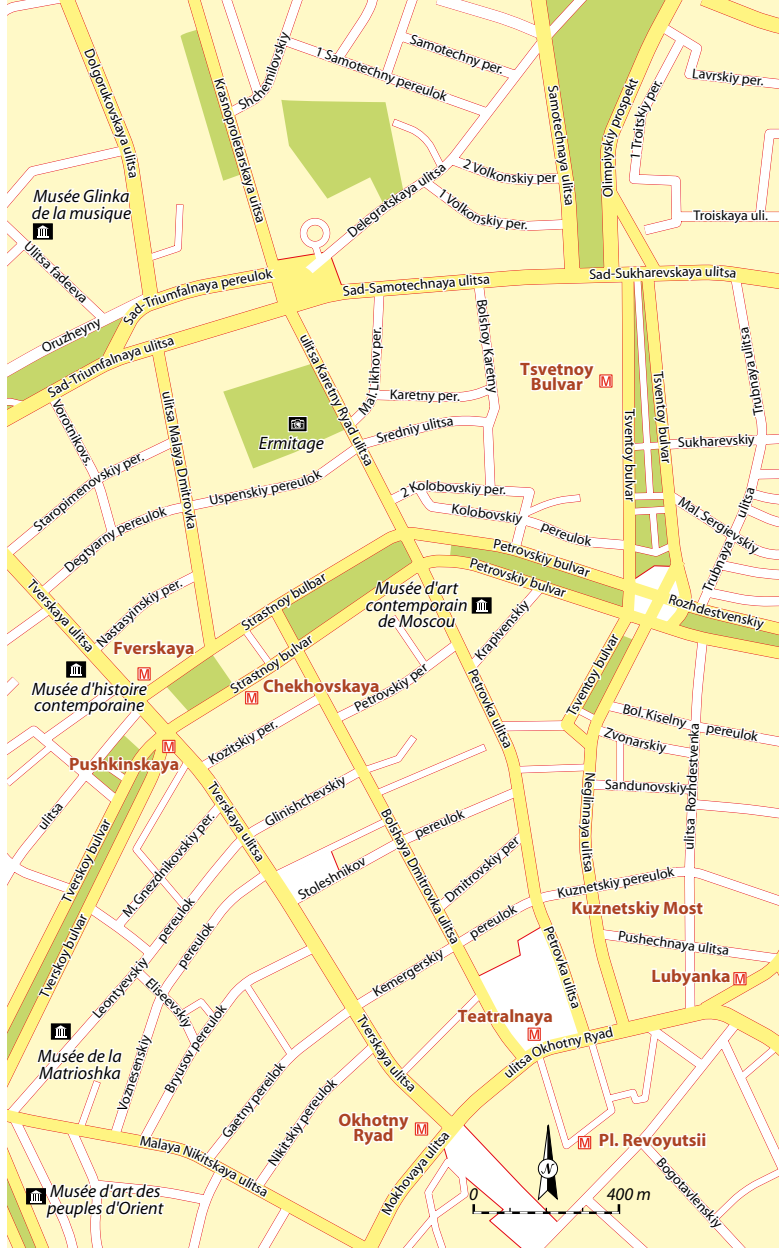 Dolgorukovskaya ulitsa
Krasnoproletarskaya uitsa
Shchemilovskiy
1 Samotechny pereulok
Samotechny per.
Samotechnaya ulitsa
Olimpiyskiy prospekt
1 Troitskiy per.
Lavrskiy per.
Troiskaya uli.
2 Volkonskiy per
1 Volkonskiy per.
Delegratskaya ulitsa
Musée Glinka
de la musique
Ulitsa fadeeva
Oruzheyny
Sad-Triumfalnaya pereulok
Sad-Triumfalnaya ulitsa
Sad-Samotechnaya ulitsa
Sad-Sukharevskaya ulitsa
ulitsa Karetny Ryad ulitsa
Mal. Likhov per.
Bolshoy Karetny
Karetny per.
Sredniy ulitsa
Tsvetnoy
Bulvar
Tsventoy bulvar
Tsventoy bulvar
Trubnaya ulitsa
Sukharevskiy
Mal. Sergievskiy
Trubnaya ulitsa
Ermitage
ulitsa Malaya Dmitrovka
Vorotnikovs.
Staropimenovskiy per.
Degtyarny pereulok
Uspenskiy pereulok
2 Kolobovskiy per.
Kolobovskiy
pereulok
Petrovskiy bulvar
Petrovskiy bulvar
Rozhdestvenskiy
Tverskaya ulitsa
Nastasyinskiy per.
Strastnoy bulbar
Strastnoy bulvar
Musée d'art
contemporain
de Moscou
Krapivenskiy
Fverskaya
Musée d'histoire
contemporaine
Chekhovskaya
Petrovskiy per
Petrovka ulitsa
Tsventoy bulvar
Bol. Kiselny
pereulok
Zvonarskiy
Sandunovskiy
ulitsa Rozhdestvenka
Neglinnaya ulitsa
Pushkinskaya
Kozitskiy per.
Tverskaya ulitsa
Glinishchevskiy
ulitsa
Tverskoy bulvar
Tverskoy bulvar
M. Gnezdnikovskiy per.
Stoleshnikov
pereulok
Bolshaya Dmitrovka ulitsa
Dmitrovskiy per
Kuznetskiy pereulok
Kuznetskiy Most
Pushechnaya ulitsa
Lubyanka
Petrovka ulitsa
Kemergerskiy
pereulok
Leontyevskiy
pereulok
Eliseevskiy
Voznesenskiy
pereulok
Bryusov pereulok
Musée de la
Matrioshka
Teatralnaya
ulitsa Okhotny Ryad
Tverskaya ulitsa
Gaetny pereilok
Nikitskiy pereulok
Okhotny
Ryad
Pl. Revoyutsii
Malaya Nikitskaya ulitsa
Mokhovaya ulitsa
Bogotavlenskiy
Musée d'art des
peuples d'Orient
N
0 400 m
M
M
M
M
M
M
M
M